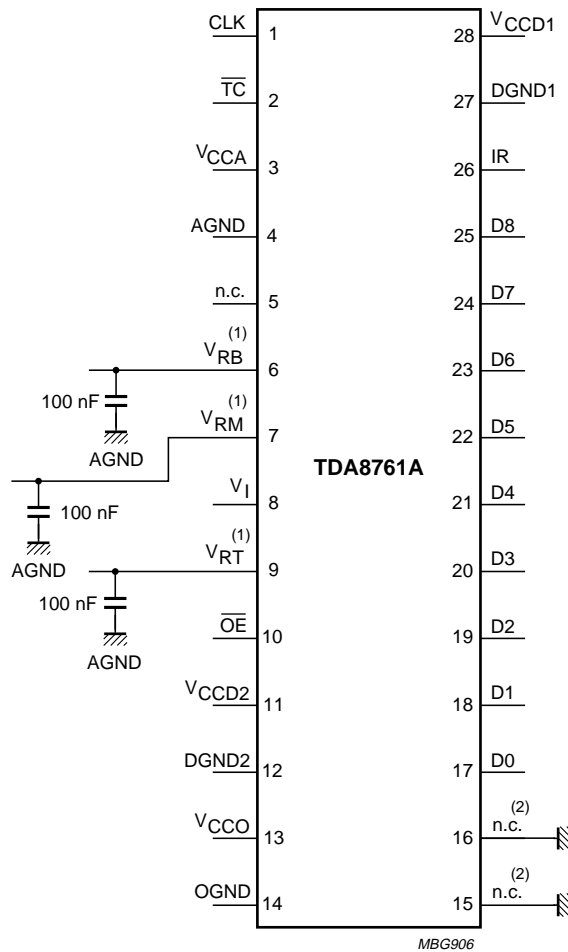 CLK 1
28 VCCD1
TC 2
27 DGND1
VCCA 3
26 IR
AGND 4
25 D8
n.c. 5
24 D7
VRB (1) 6
23 D6
100 nF
AGND
VRM (1) 7
22 D5
TDA8761A
VI 8
21 D4
100 nF
AGND
VRT (1) 9
20 D3
100 nF
AGND
OE 10
19 D2
VCCD2 11
18 D1
DGND2 12
17 D0
VCCO 13
16 n.c. (2)
OGND 14
15 n.c. (2)
MBG906